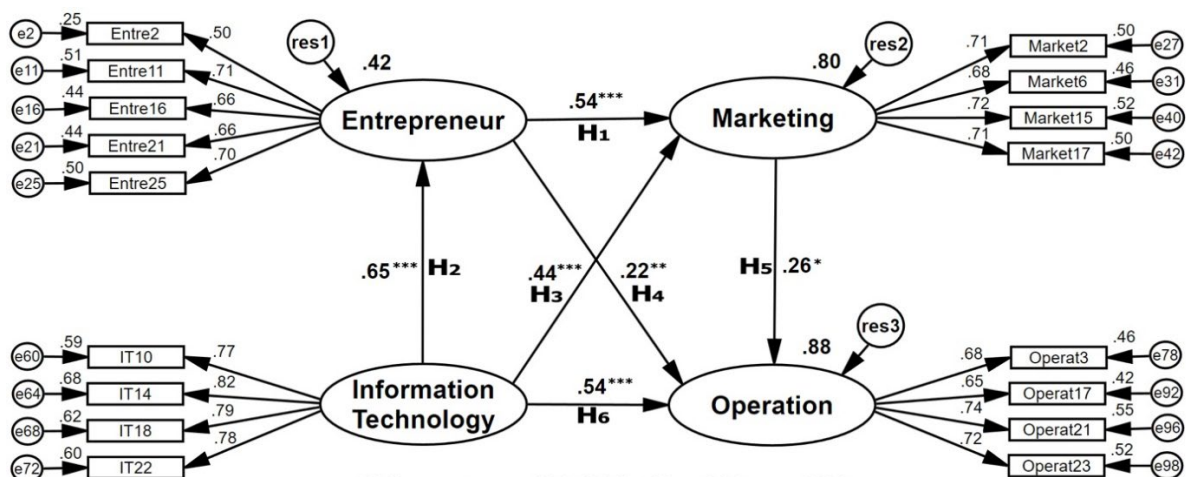 e2 .25 Entre2 .50
e11 .51 Entre11 .71
e16 .44 Entre16 .66
e21 .44 Entre21 .66
e25 .50 Entre25 .70
res1
.42
Entrepreneur
.54***
H₁
res2
.80
Marketing
.71 Market2 .50 e27
.68 Market6 .46 e31
.72 Market15 .52 e40
.71 Market17 .50 e42
.65*** H₂
.44***
H₃
.22**
H₄
H₅ .26*
e60 .59 IT10 .77
e64 .68 IT14 .82
e68 .62 IT18 .79
e72 .60 IT22 .78
Information
Technology
.54***
H₆
res3
.88
Operation
.68 Operat3 .46 e78
.65 Operat17 .42 e92
.74 Operat21 .55 e96
.72 Operat23 .52 e98